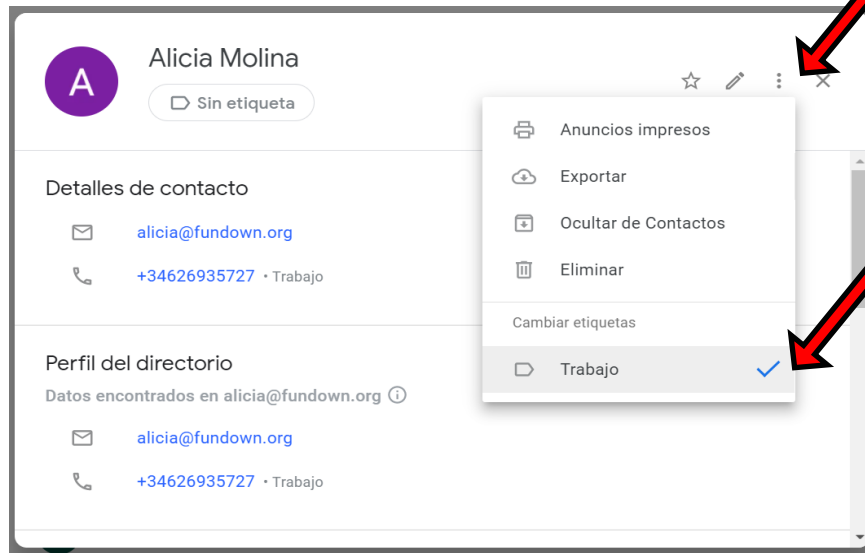 A
Alicia Molina
Sin etiqueta
Anuncios impresos
Exportar
Ocultar de Contactos
Eliminar
Cambiar etiquetas
Trabajo
Detalles de contacto
alicia@fundown.org
+34626935727 • Trabajo
Perfil del directorio
Datos encontrados en alicia@fundown.org
alicia@fundown.org
+34626935727 • Trabajo